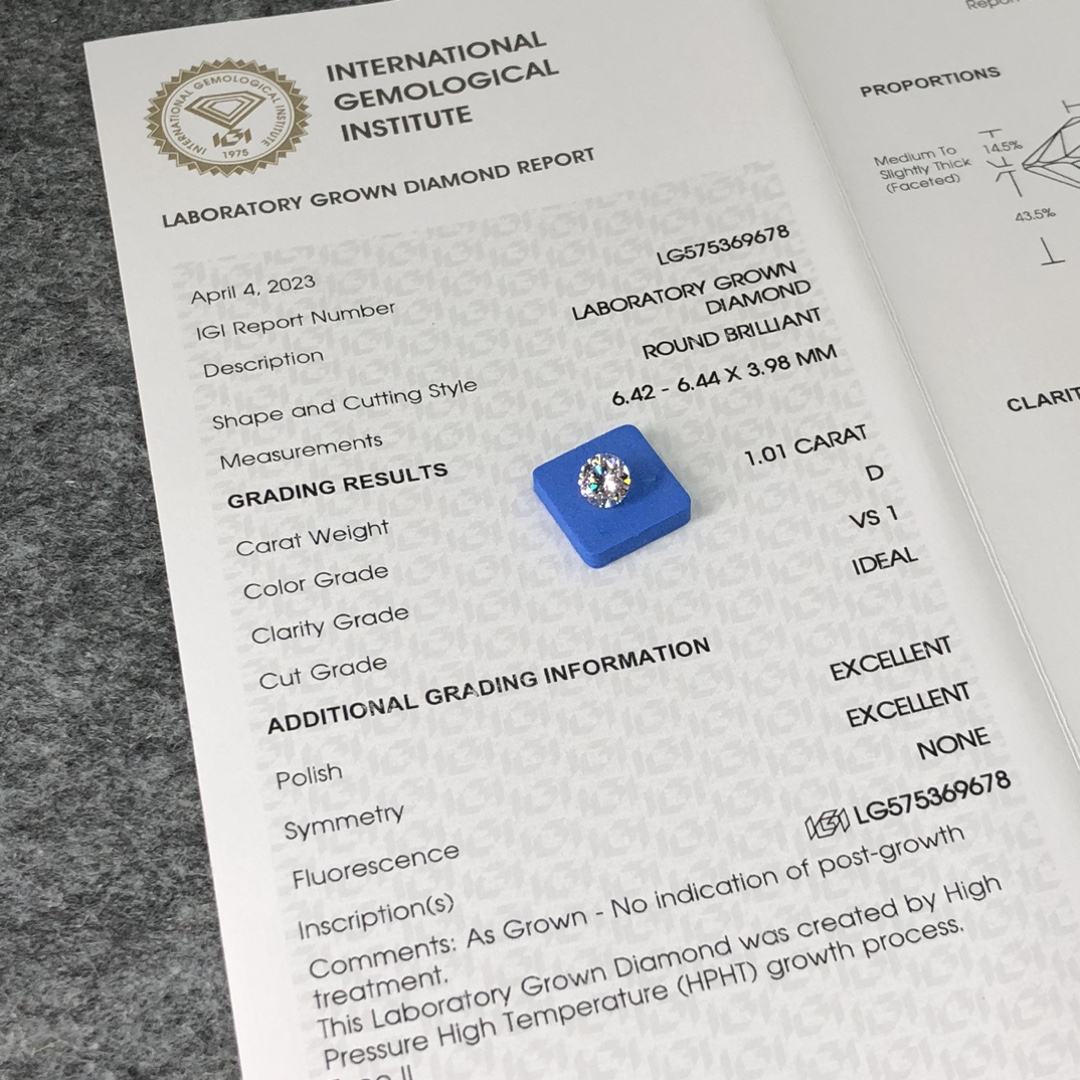 INTERNATIONAL GEMOLOGICAL INSTITUTE
1975
INTERNATIONAL
GEMOLOGICAL
INSTITUTE
LABORATORY GROWN DIAMOND REPORT
April 4, 2023
IGI Report Number LG575369678
Description LABORATORY GROWN
DIAMOND
Shape and Cutting Style ROUND BRILLIANT
Measurements 6.42 - 6.44 X 3.98 MM
GRADING RESULTS
Carat Weight 1.01 CARAT
Color Grade D
Clarity Grade VS 1
Cut Grade IDEAL
ADDITIONAL GRADING INFORMATION
Polish EXCELLENT
Symmetry EXCELLENT
Fluorescence NONE
Inscription(s) IGI LG575369678
Comments: As Grown - No indication of post-growth
treatment.
This Laboratory Grown Diamond was created by High
Pressure High Temperature (HPHT) growth process.
II
PROPORTIONS
Medium To
Slightly Thick
(Faceted)
14.5%
43.5%